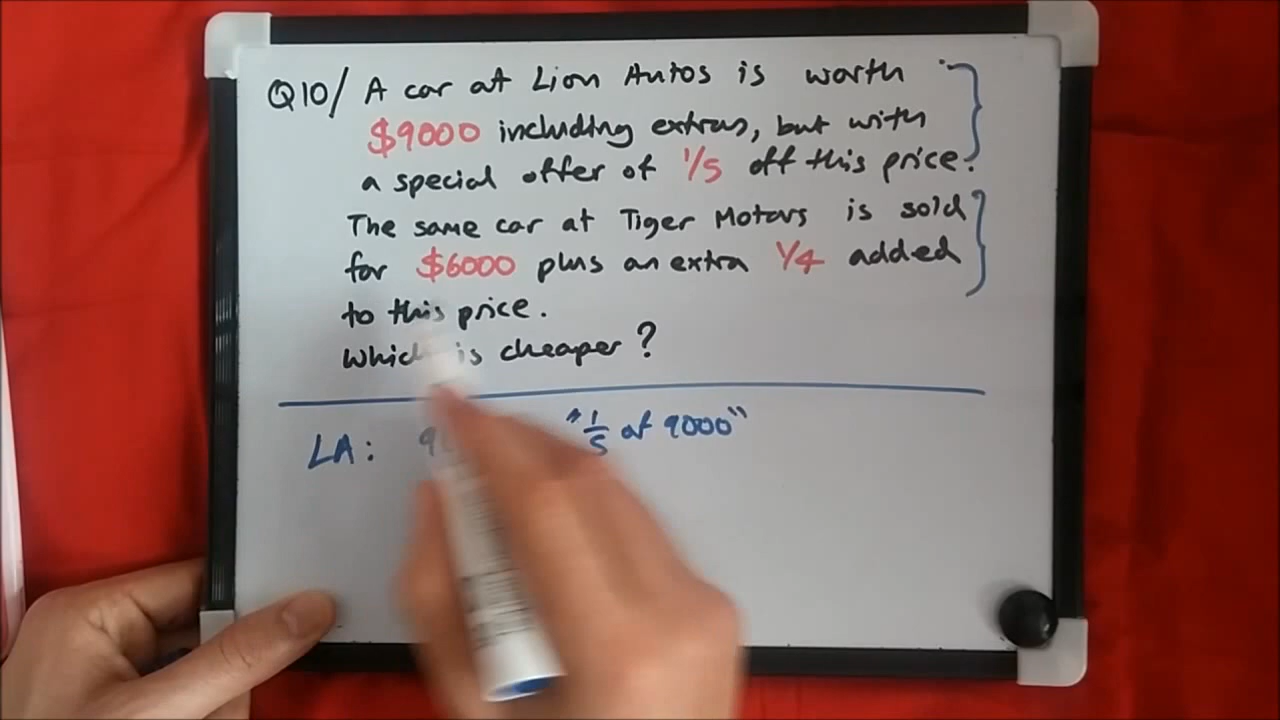 Q10/ A car at Lion Autos is worth
$9000 including extras, but with
a special offer of 1/5 off this price.
The same car at Tiger Motors is sold
for $6000 plus an extra 1/4 added
to this price.
Which is cheaper?
LA: "1/5 of 9000"